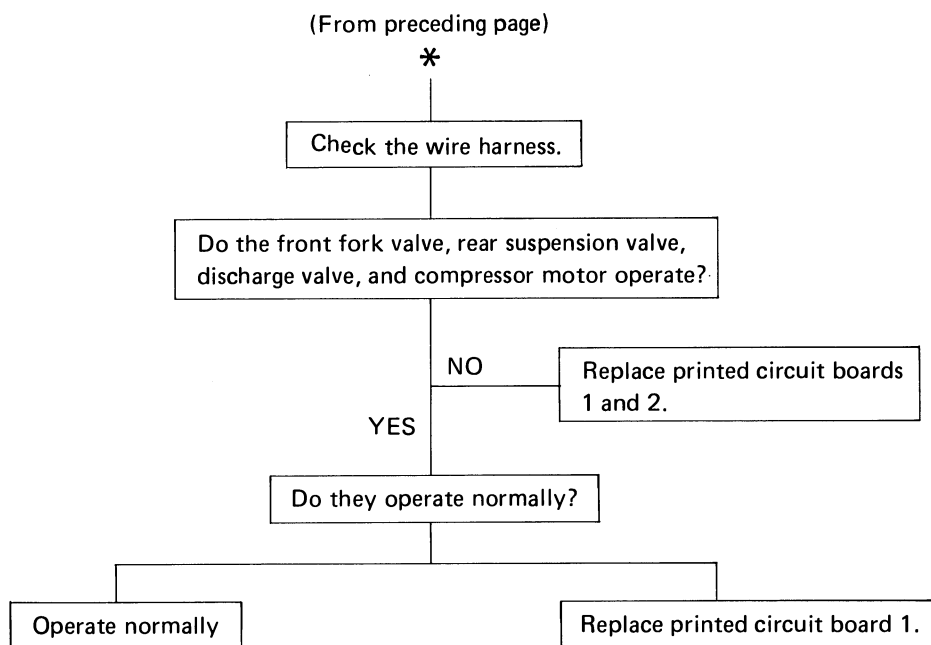 (From preceding page)
*
Check the wire harness.
Do the front fork valve, rear suspension valve,
discharge valve, and compressor motor operate?
NO
Replace printed circuit boards
1 and 2.
YES
Do they operate normally?
Operate normally
Replace printed circuit board 1.